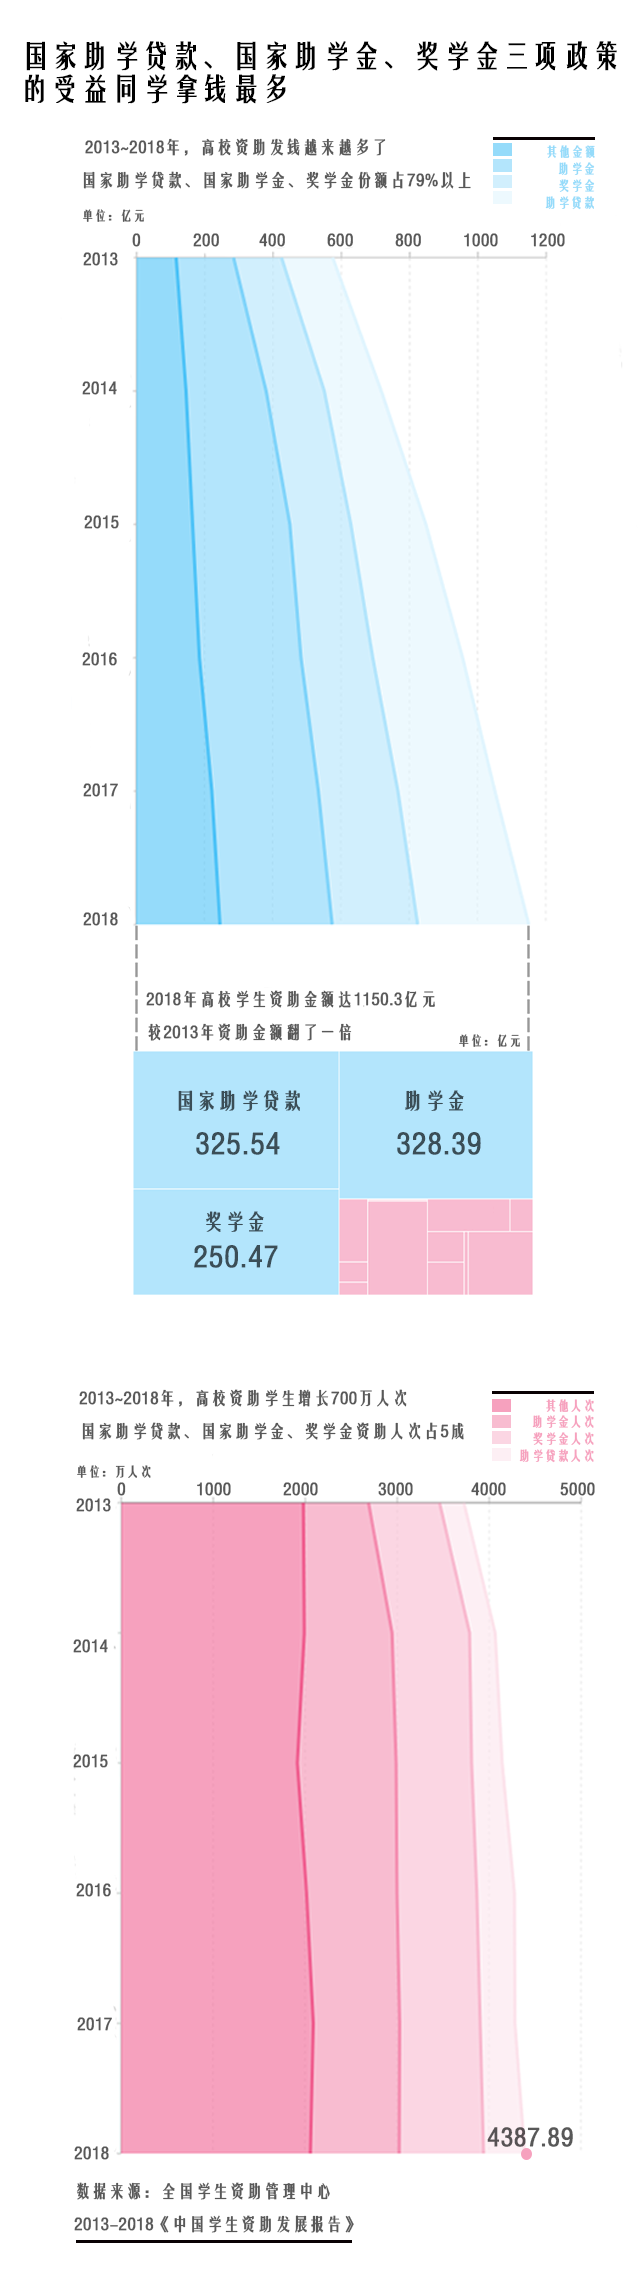 国家助学贷款、国家助学金、奖学金三项政策
的受益同学拿钱最多
2013~2018年，高校资助发线越来越多了
国家助学贷款、国家助学金、奖学金份额占79%以上
其他金额
助学金
奖学金
助学贷款
单位：亿元
0 200 400 600 800 1000 1200
2013
2014
2015
2016
2017
2018
2018年高校学生资助金额达1150.3亿元
较2013年资助金额翻了一倍
单位：亿元
国家助学贷款
325.54
助学金
328.39
奖学金
250.47
2013~2018年，高校资助学生增长700万人次
国家助学贷款、国家助学金、奖学金资助人次占5成
其他人次
助学金人次
奖学金人次
助学贷款人次
单位：万人次
0 1000 2000 3000 4000 5000
2013
2014
2015
2016
2017
2018
4387.89
数据来源：全国学生资助管理中心
2013-2018《中国学生资助发展报告》